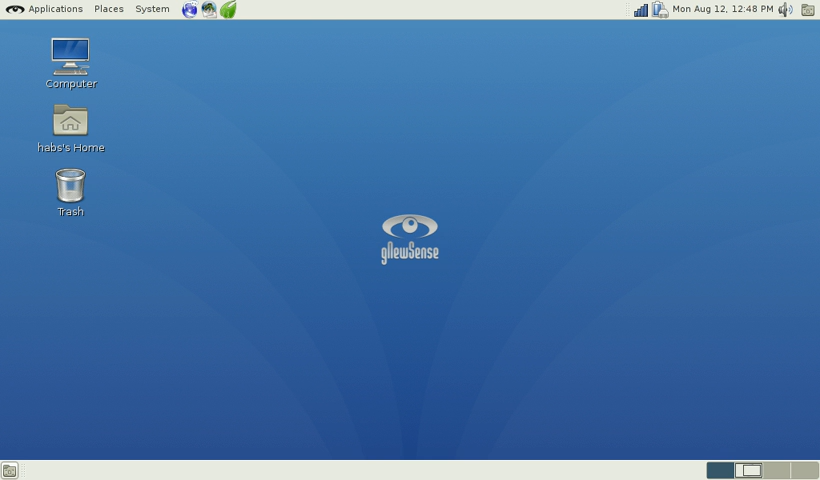 Applications Places System Mon Aug 12, 12:48 PM
Computer
habs's Home
Trash
gNewSense